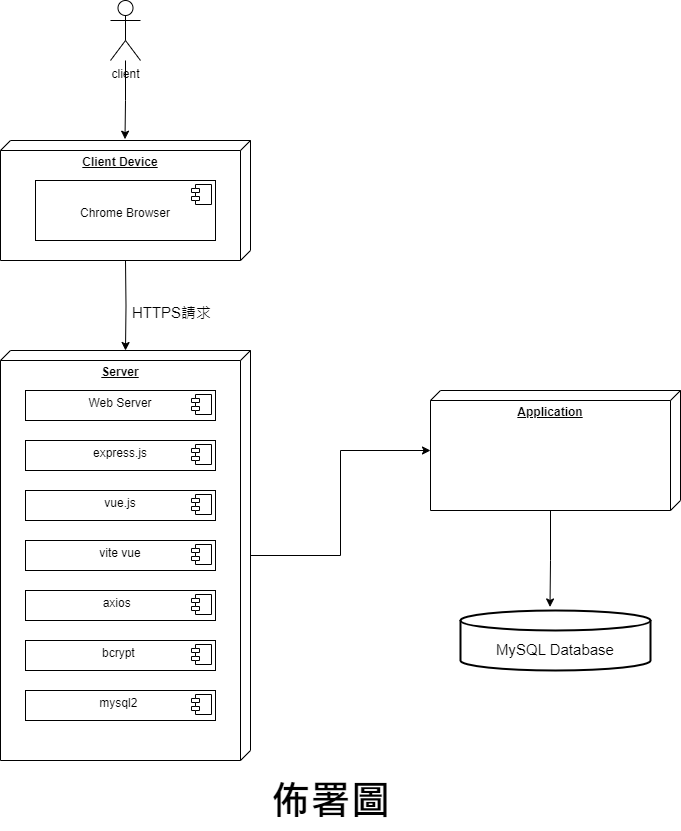 client
Client Device
Chrome Browser
HTTPS請求
Server
Web Server
express.js
vue.js
vite vue
axios
bcrypt
mysql2
Application
MySQL Database
佈署圖